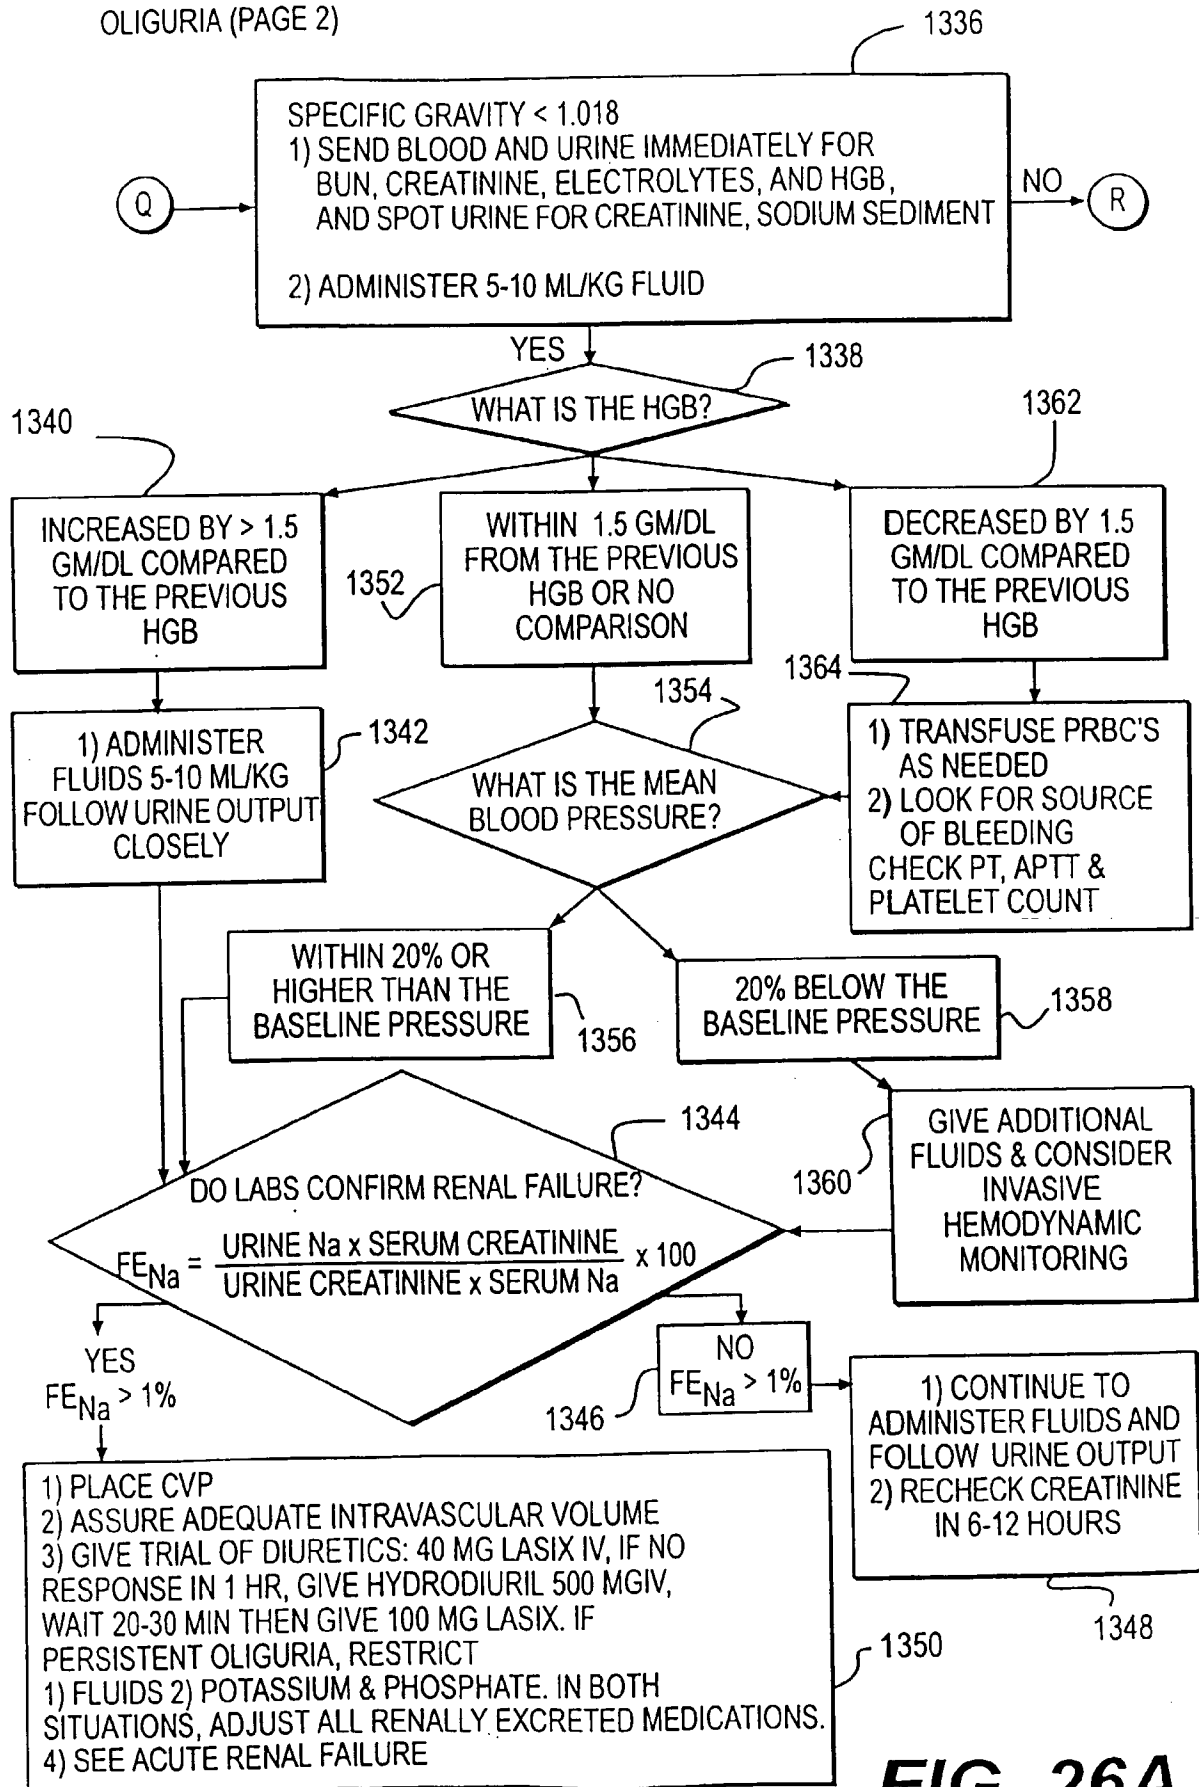 OLIGURIA (PAGE 2)
1336
SPECIFIC GRAVITY < 1.018
1) SEND BLOOD AND URINE IMMEDIATELY FOR
BUN, CREATININE, ELECTROLYTES, AND HGB,
AND SPOT URINE FOR CREATININE, SODIUM SEDIMENT
2) ADMINISTER 5-10 ML/KG FLUID
Q
NO
R
YES
1338
WHAT IS THE HGB?
1340
INCREASED BY > 1.5
GM/DL COMPARED
TO THE PREVIOUS
HGB
1352
WITHIN 1.5 GM/DL
FROM THE PREVIOUS
HGB OR NO
COMPARISON
1362
DECREASED BY 1.5
GM/DL COMPARED
TO THE PREVIOUS
HGB
1) ADMINISTER
FLUIDS 5-10 ML/KG
FOLLOW URINE OUTPUT
CLOSELY
1342
1354
WHAT IS THE MEAN
BLOOD PRESSURE?
1364
1) TRANSFUSE PRBC'S
AS NEEDED
2) LOOK FOR SOURCE
OF BLEEDING
CHECK PT, APTT &
PLATELET COUNT
WITHIN 20% OR
HIGHER THAN THE
BASELINE PRESSURE
1356
20% BELOW THE
BASELINE PRESSURE
1358
1344
DO LABS CONFIRM RENAL FAILURE?
FENa = URINE Na x SERUM CREATININE
URINE CREATININE x SERUM Na x 100
1360
GIVE ADDITIONAL
FLUIDS & CONSIDER
INVASIVE
HEMODYNAMIC
MONITORING
YES
FENa > 1%
NO
FENa > 1%
1346
1) CONTINUE TO
ADMINISTER FLUIDS AND
FOLLOW URINE OUTPUT
2) RECHECK CREATININE
IN 6-12 HOURS
1348
1) PLACE CVP
2) ASSURE ADEQUATE INTRAVASCULAR VOLUME
3) GIVE TRIAL OF DIURETICS: 40 MG LASIX IV, IF NO
RESPONSE IN 1 HR, GIVE HYDRODIURIL 500 MGIV,
WAIT 20-30 MIN THEN GIVE 100 MG LASIX. IF
PERSISTENT OLIGURIA, RESTRICT
1) FLUIDS 2) POTASSIUM & PHOSPHATE. IN BOTH
SITUATIONS, ADJUST ALL RENALLY EXCRETED MEDICATIONS.
4) SEE ACUTE RENAL FAILURE
1350
FIG. 26A